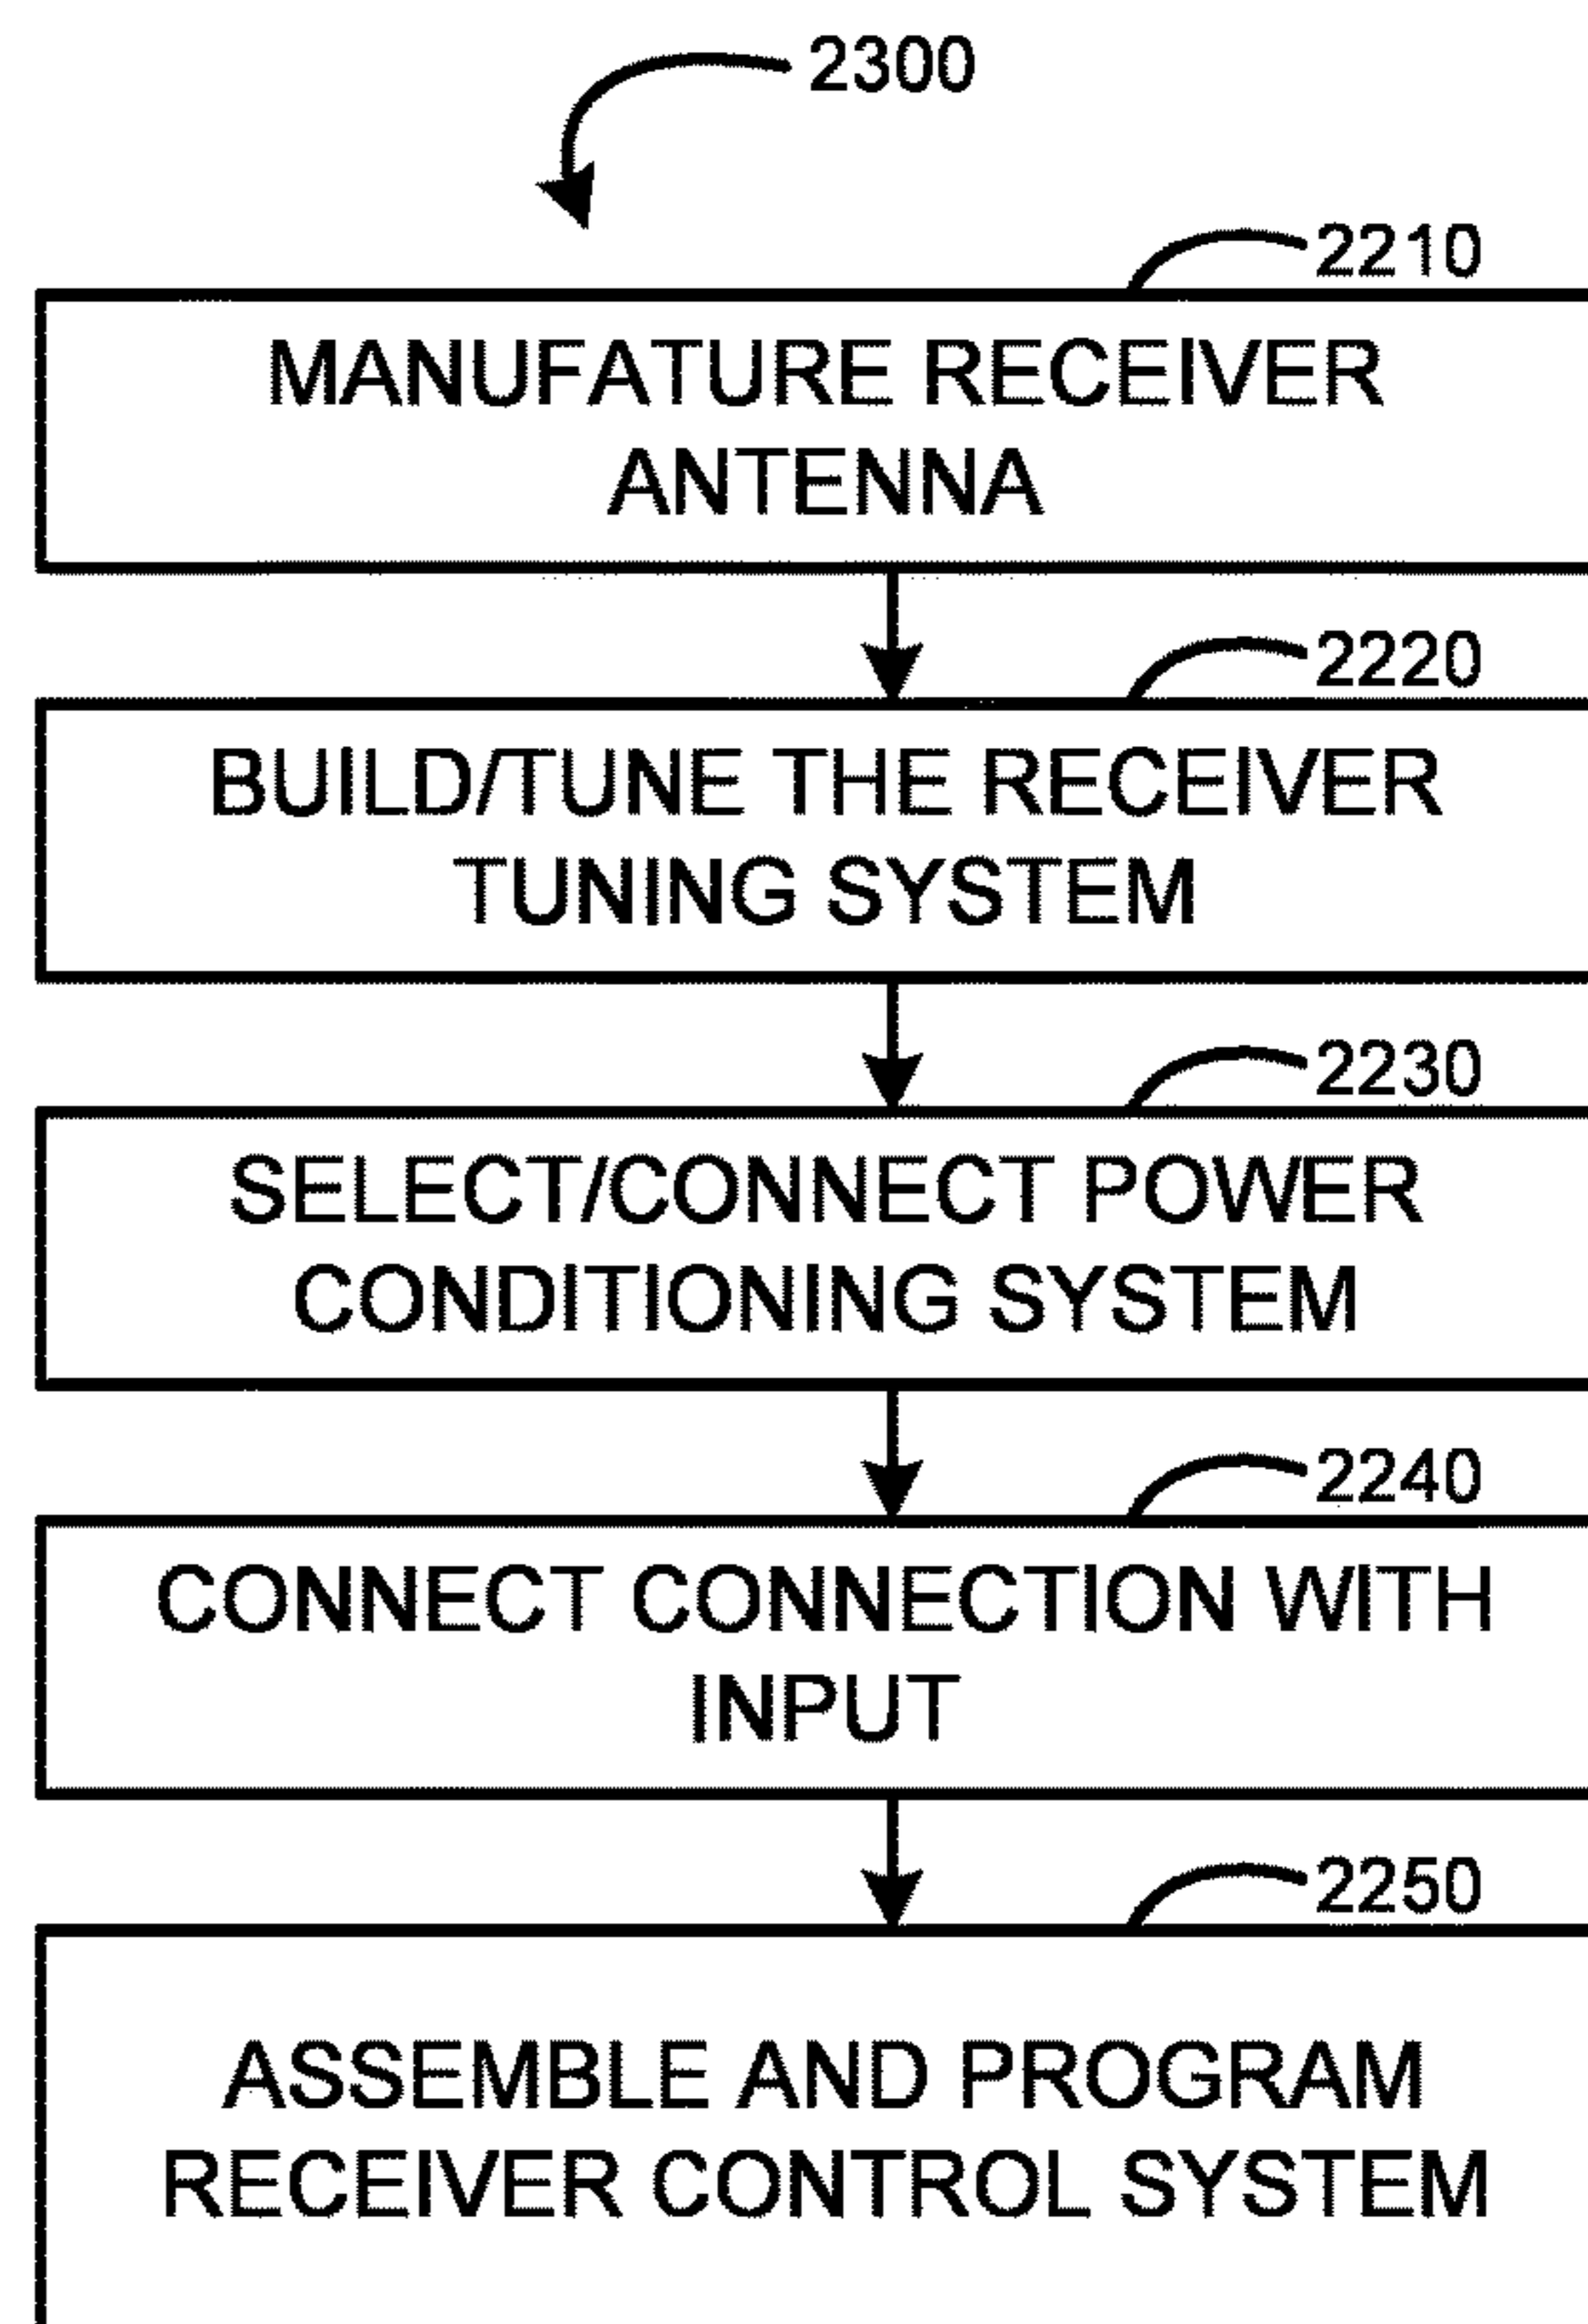 2300
2210
MANUFATURE RECEIVER
ANTENNA
2220
BUILD/TUNE THE RECEIVER
TUNING SYSTEM
2230
SELECT/CONNECT POWER
CONDITIONING SYSTEM
2240
CONNECT CONNECTION WITH
INPUT
2250
ASSEMBLE AND PROGRAM
RECEIVER CONTROL SYSTEM